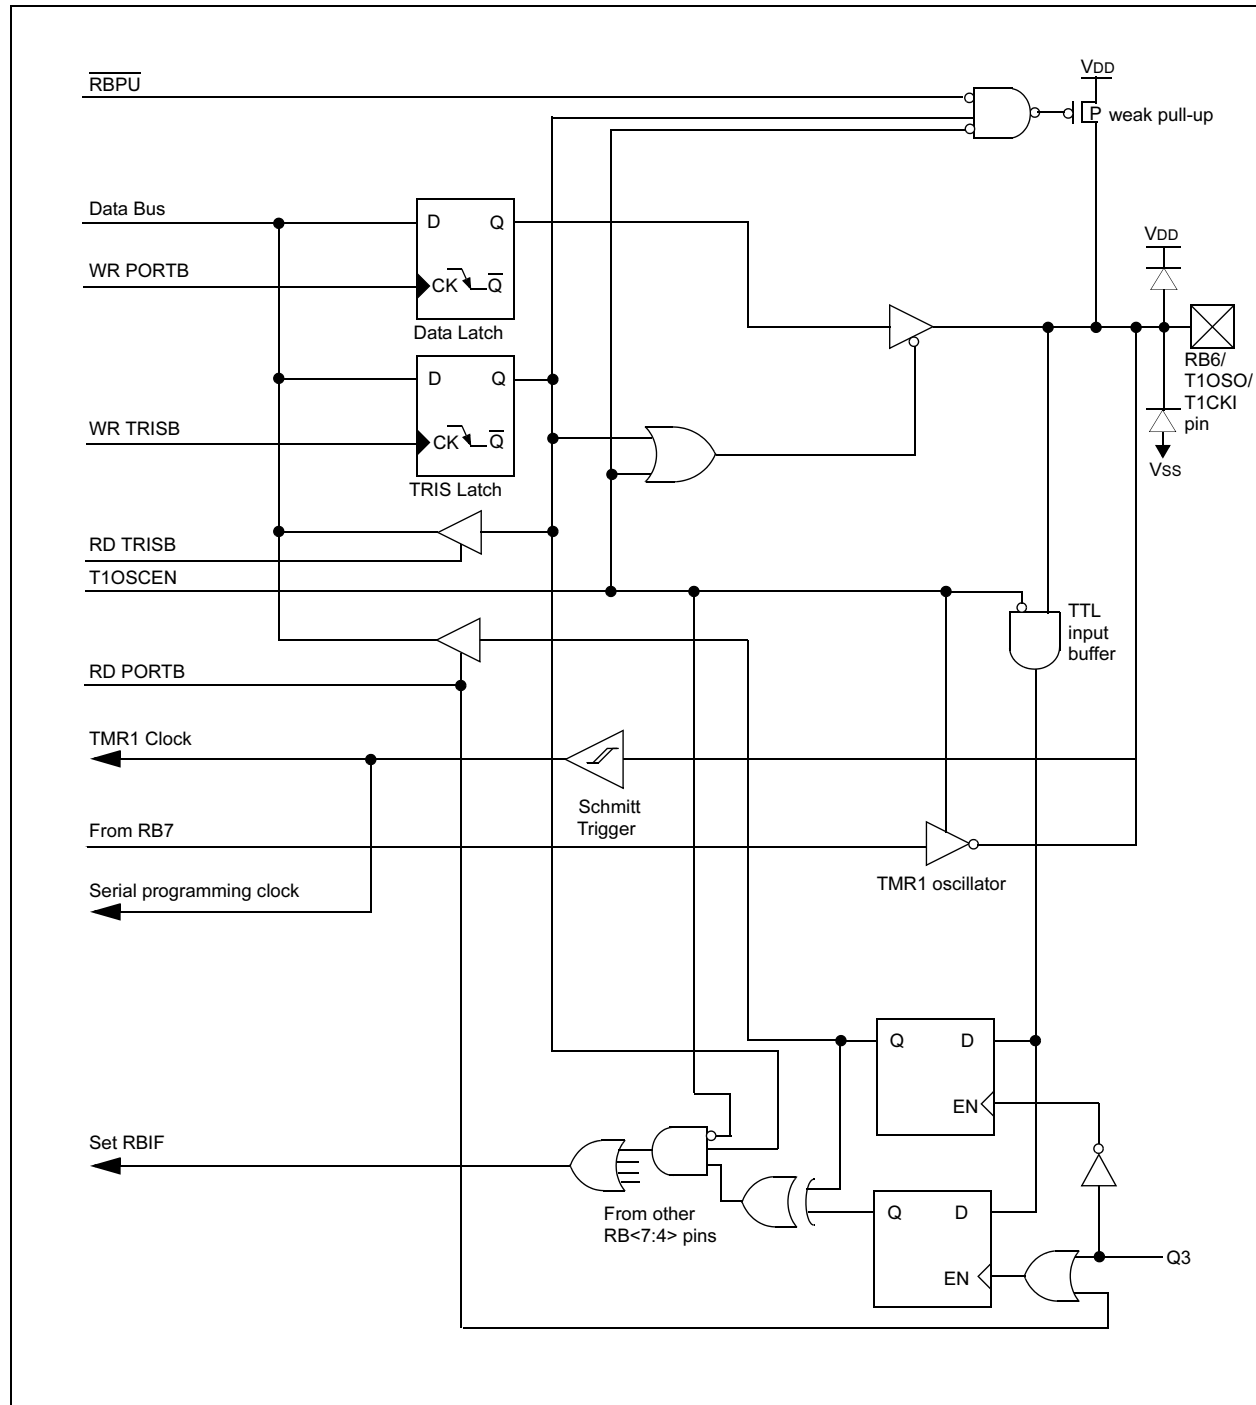 RBPU
VDD
P weak pull-up
Data Bus
D Q
VDD
WR PORTB
CK Q
Data Latch
RB6/
T1OSO/
T1CKI
pin
D Q
WR TRISB
CK Q
VSS
TRIS Latch
RD TRISB
T1OSCEN
TTL
input
buffer
RD PORTB
TMR1 Clock
Schmitt
Trigger
From RB7
TMR1 oscillator
Serial programming clock
Q D
EN
Set RBIF
From other
RB<7:4> pins
Q D
Q3
EN